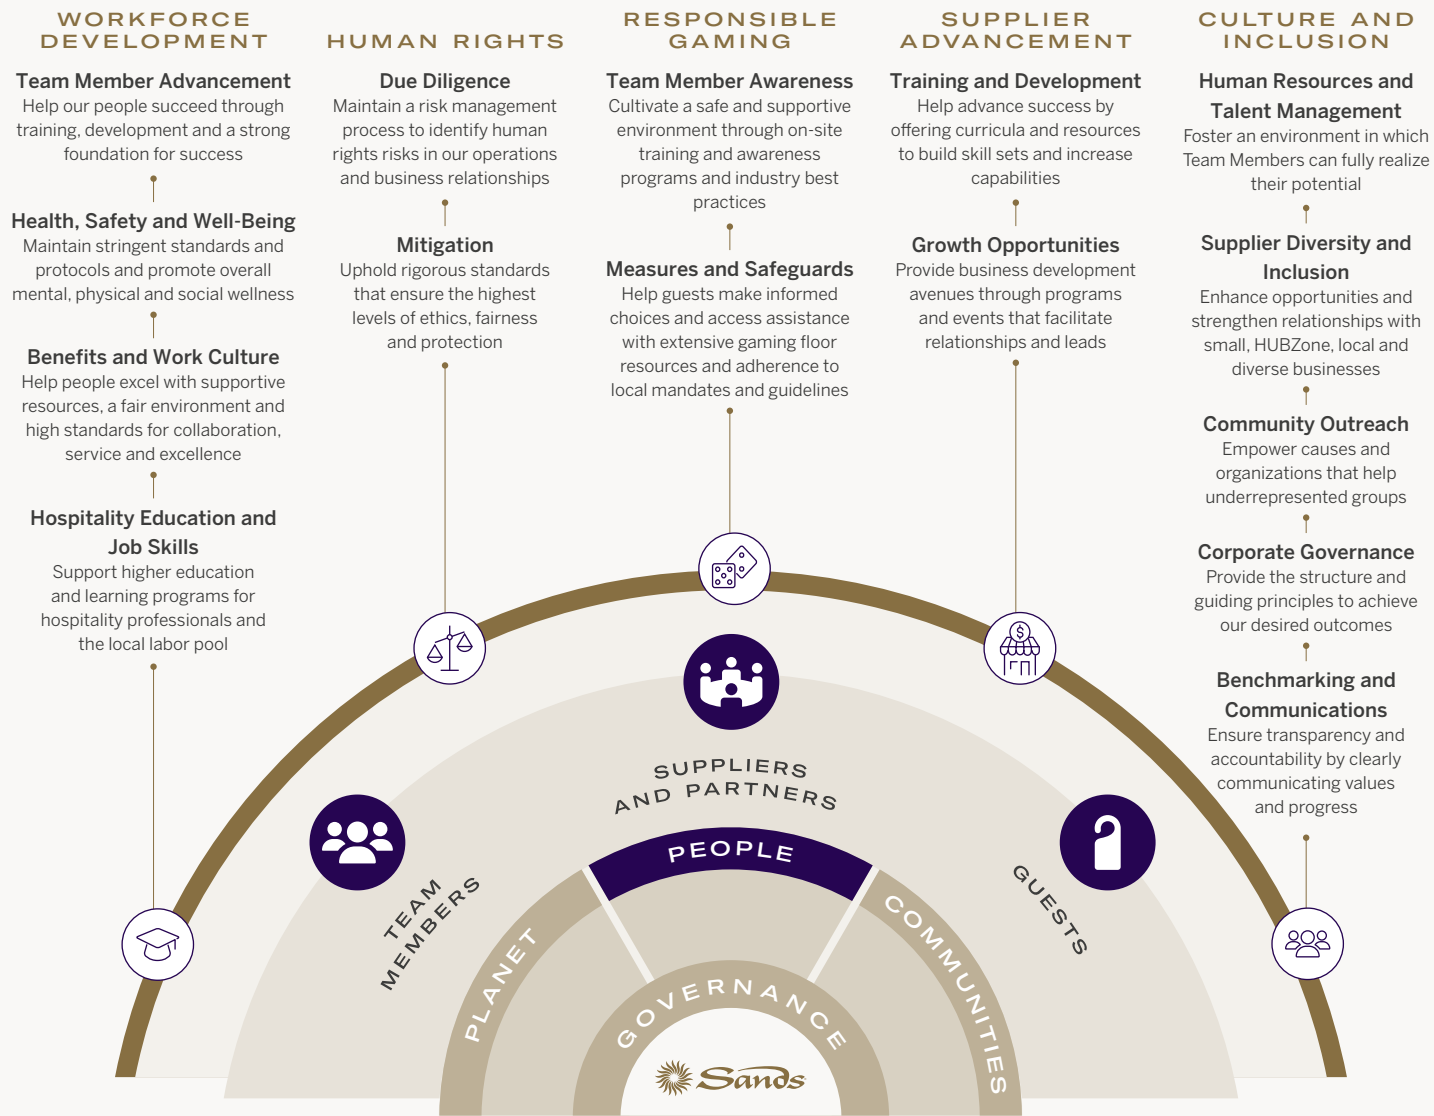 WORKFORCE
DEVELOPMENT
Team Member Advancement
Help our people succeed through
training, development and a strong
foundation for success
Health, Safety and Well-Being
Maintain stringent standards and
protocols and promote overall
mental, physical and social wellness
Benefits and Work Culture
Help people excel with supportive
resources, a fair environment and
high standards for collaboration,
service and excellence
Hospitality Education and
Job Skills
Support higher education
and learning programs for
hospitality professionals and
the local labor pool
HUMAN RIGHTS
Due Diligence
Maintain a risk management
process to identify human
rights risks in our operations
and business relationships
Mitigation
Uphold rigorous standards
that ensure the highest
levels of ethics, fairness
and protection
RESPONSIBLE
GAMING
Team Member Awareness
Cultivate a safe and supportive
environment through on-site
training and awareness
programs and industry best
practices
Measures and Safeguards
Help guests make informed
choices and access assistance
with extensive gaming floor
resources and adherence to
local mandates and guidelines
SUPPLIER
ADVANCEMENT
Training and Development
Help advance success by
offering curricula and resources
to build skill sets and increase
capabilities
Growth Opportunities
Provide business development
avenues through programs
and events that facilitate
relationships and leads
CULTURE AND
INCLUSION
Human Resources and
Talent Management
Foster an environment in which
Team Members can fully realize
their potential
Supplier Diversity and
Inclusion
Enhance opportunities and
strengthen relationships with
small, HUBZone, local and
diverse businesses
Community Outreach
Empower causes and
organizations that help
underrepresented groups
Corporate Governance
Provide the structure and
guiding principles to achieve
our desired outcomes
Benchmarking and
Communications
Ensure transparency and
accountability by clearly
communicating values
and progress
$
TEAM
MEMBERS
SUPPLIERS
AND PARTNERS
GUESTS
PLANET
PEOPLE
COMMUNITIES
GOVERNANCE
Sands